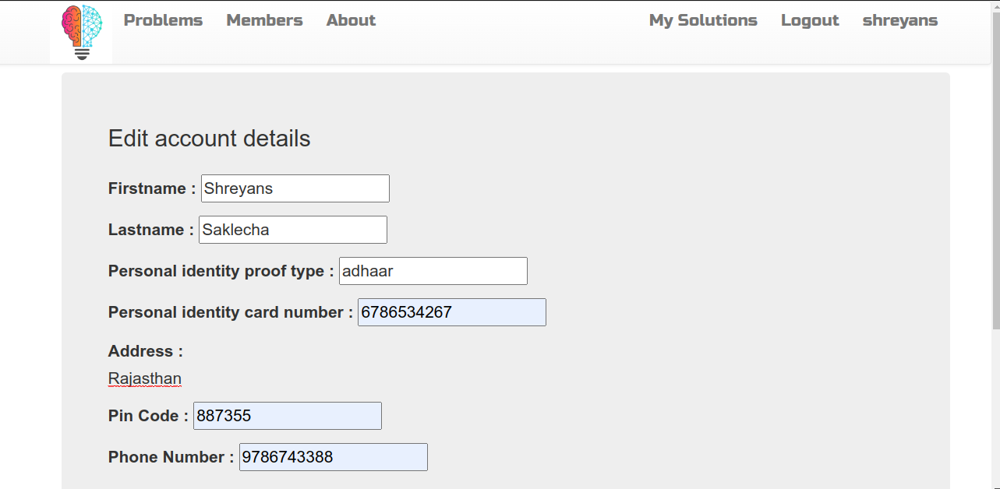 Problems Members About My Solutions Logout shreyans
Edit account details
Firstname : Shreyans
Lastname : Saklecha
Personal identity proof type : adhaar
Personal identity card number : 6786534267
Address :
Rajasthan
Pin Code : 887355
Phone Number : 9786743388